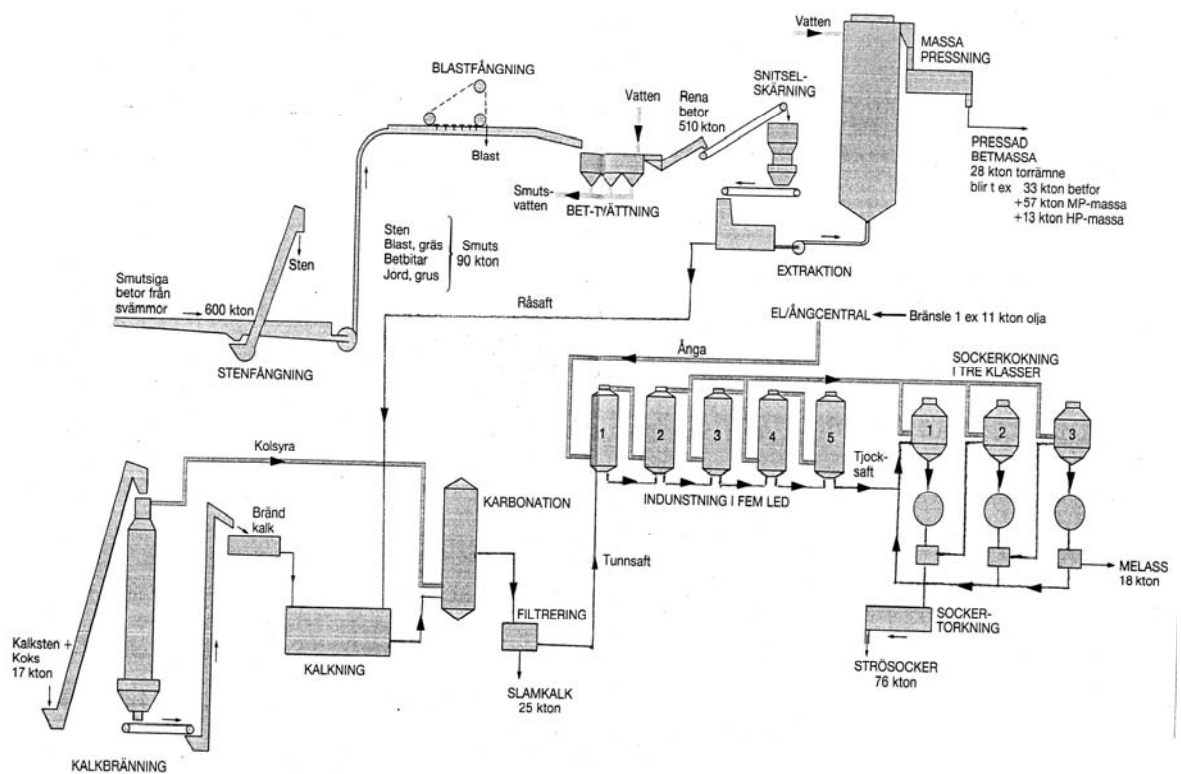 Vatten
MASSA
PRESSNING
BLASTFÅNGNING
SNITSEL-
SKÄRNING
Vatten
Rena
betor
510 kton
Blast
PRESSAD
BETMASSA
28 kton torrämne
blir t ex 33 kton betfor
+57 kton MP-massa
+13 kton HP-massa
Smuts-
vatten
BET-TVÄTTNING
Sten
Sten
Blast, gräs
Betbitar
Jord, grus
Smuts
90 kton
EXTRAKTION
Smutsiga
betor från
svämmor
600 kton
Råsaft
STENFÅNGNING
EL/ÅNGCENTRAL
Bränsle 1 ex 11 kton olja
Ånga
SOCKERKOKNING
I TRE KLASSER
1
2
3
4
5
1
2
3
Tjock-
saft
INDUNSTNING I FEM LED
Kolsyra
KARBONATION
Bränd
kalk
Tunnsaft
MELASS
18 kton
FILTRERING
SOCKER-
TORKNING
Kalksten +
Koks
17 kton
KALKNING
STRÖSOCKER
76 kton
SLAMKALK
25 kton
KALKBRÄNNING